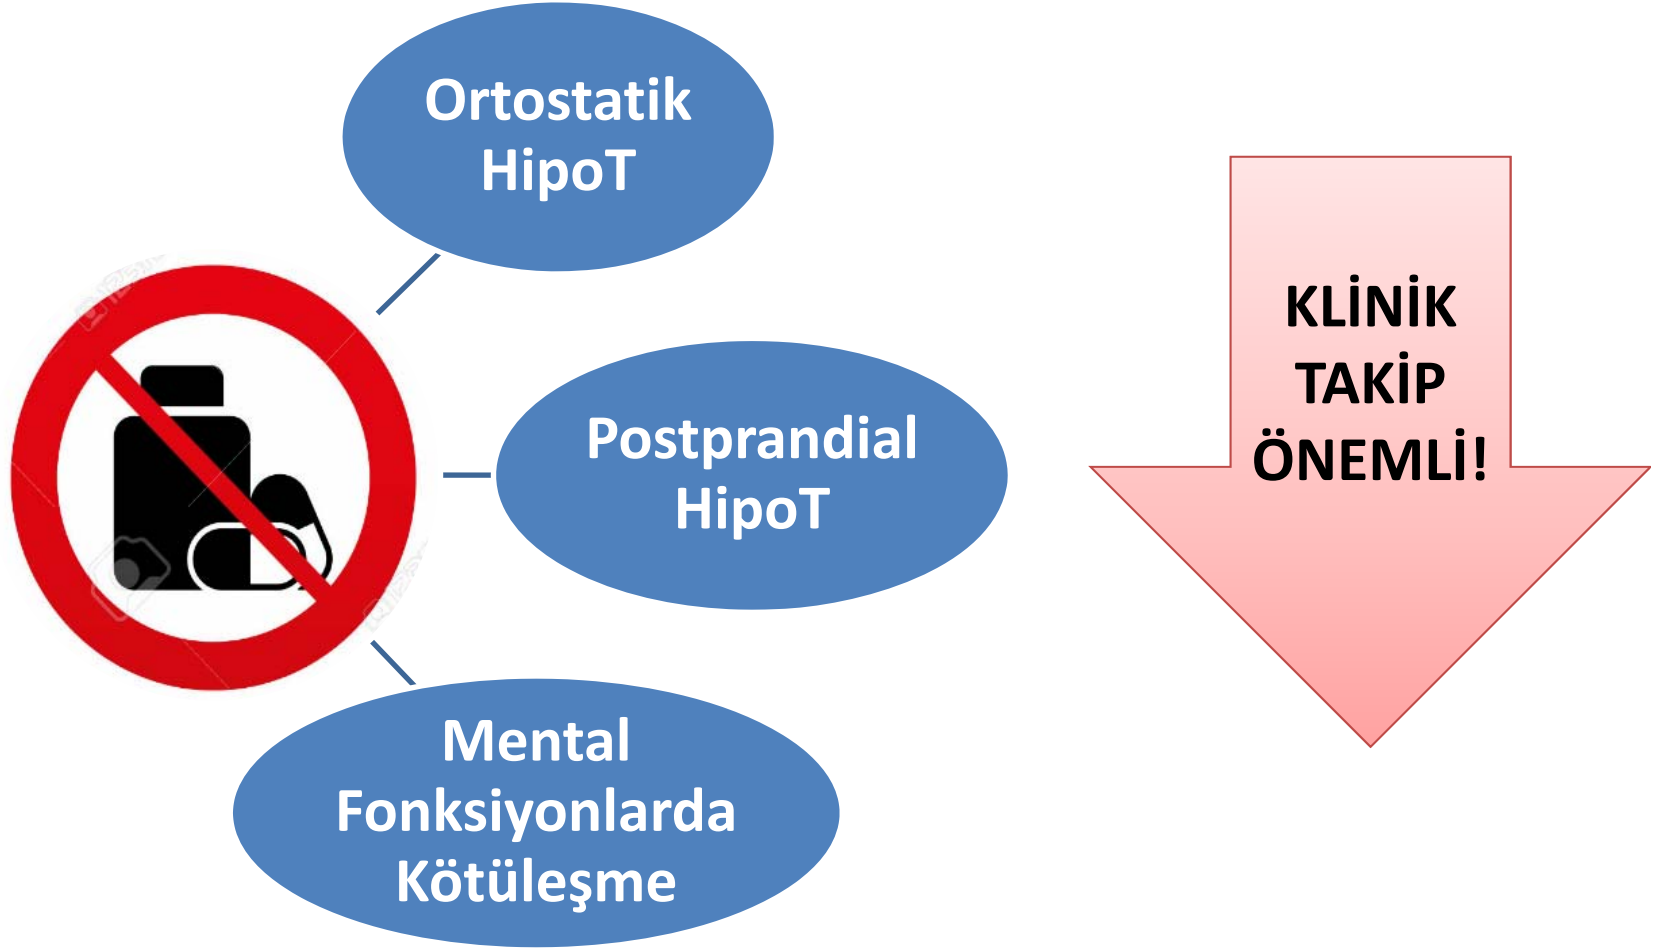 Ortostatik
HipoT
Postprandial
HipoT
Mental
Fonksiyonlarda
Kötüleşme
KLİNİK
TAKİP
ÖNEMLİ!